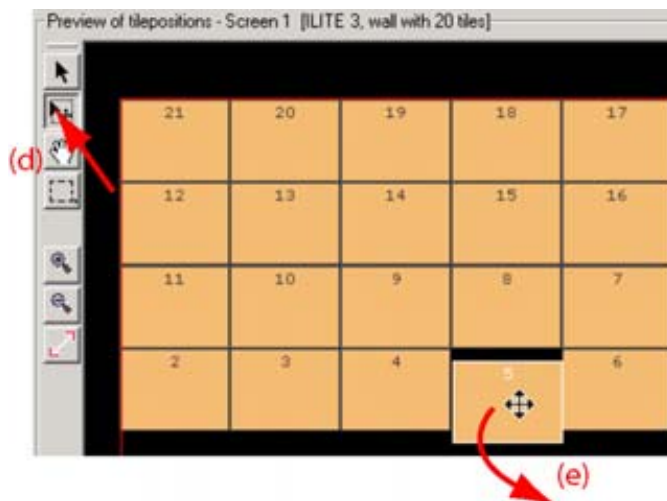 Preview of tilepositions - Screen 1 [ILITE 3, wall with 20 tiles]
21 20 19 18 17
(d)
12 13 14 15 16
11 10 9 8 7
2 3 4 5 6
(e)